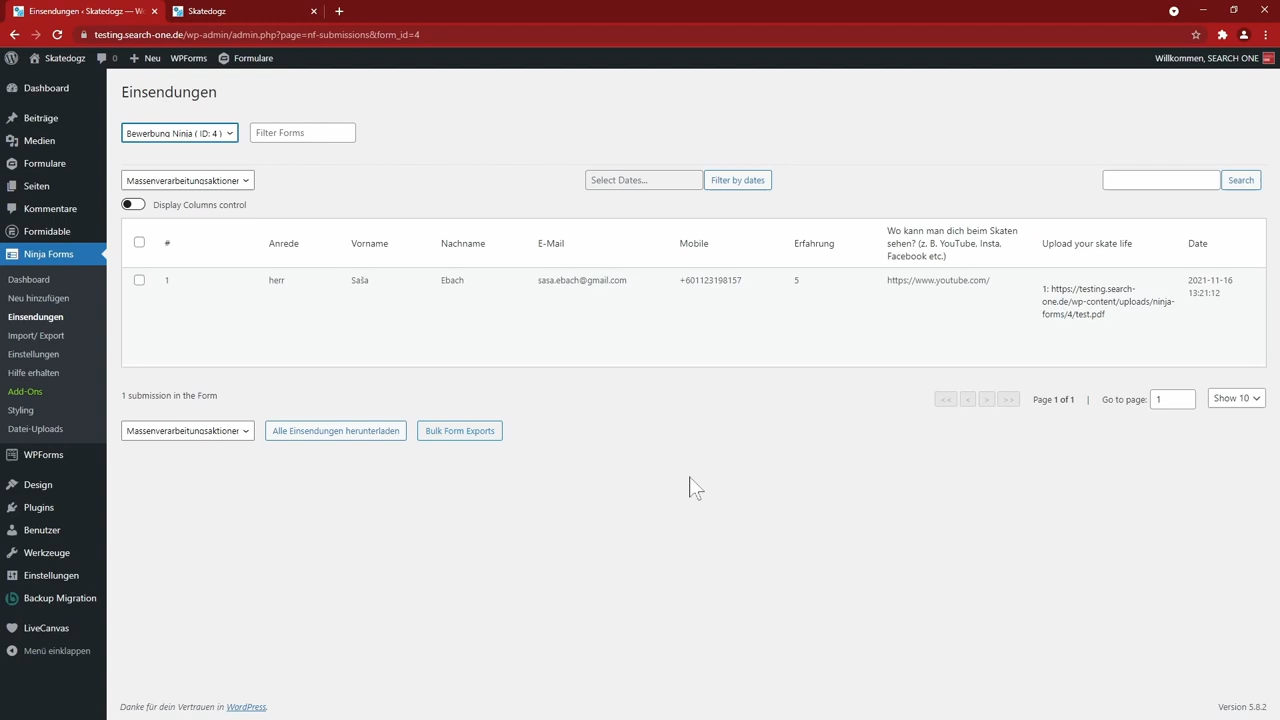 Einsendungen ‹ Skatedogz — W
Skatedogz
testing.search-one.de/wp-admin/admin.php?page=nf-submissions&form_id=4
Skatedogz
0
Neu
WPForms
Formulare
Willkommen, SEARCH ONE
Dashboard
Beiträge
Medien
Formulare
Seiten
Kommentare
Formidable
Ninja Forms
Dashboard
Neu hinzufügen
Einsendungen
Import/ Export
Einstellungen
Hilfe erhalten
Add-Ons
Styling
Datei-Uploads
WPForms
Design
Plugins
Benutzer
Werkzeuge
Einstellungen
Backup Migration
LiveCanvas
Menü einklappen
Einsendungen
Bewerbung Ninja ( ID: 4 )
Filter Forms
Massenverarbeitungsaktionen
Select Dates...
Filter by dates
Search
Display Columns control
#
Anrede
Vorname
Nachname
E-Mail
Mobile
Erfahrung
Wo kann man dich beim Skaten
sehen? (z. B. YouTube, Insta,
Facebook etc.)
Upload your skate life
Date
1
herr
Saša
Ebach
sasa.ebach@gmail.com
+601123198157
5
https://www.youtube.com/
1: https://testing.search-
one.de/wp-content/uploads/ninja-
forms/4/test.pdf
2021-11-16
13:21:12
1 submission in the Form
<<
<
>
>>
Page 1 of 1
|
Go to page:
1
Show 10
Massenverarbeitungsaktionen
Alle Einsendungen herunterladen
Bulk Form Exports
Danke für dein Vertrauen in WordPress.
Version 5.8.2